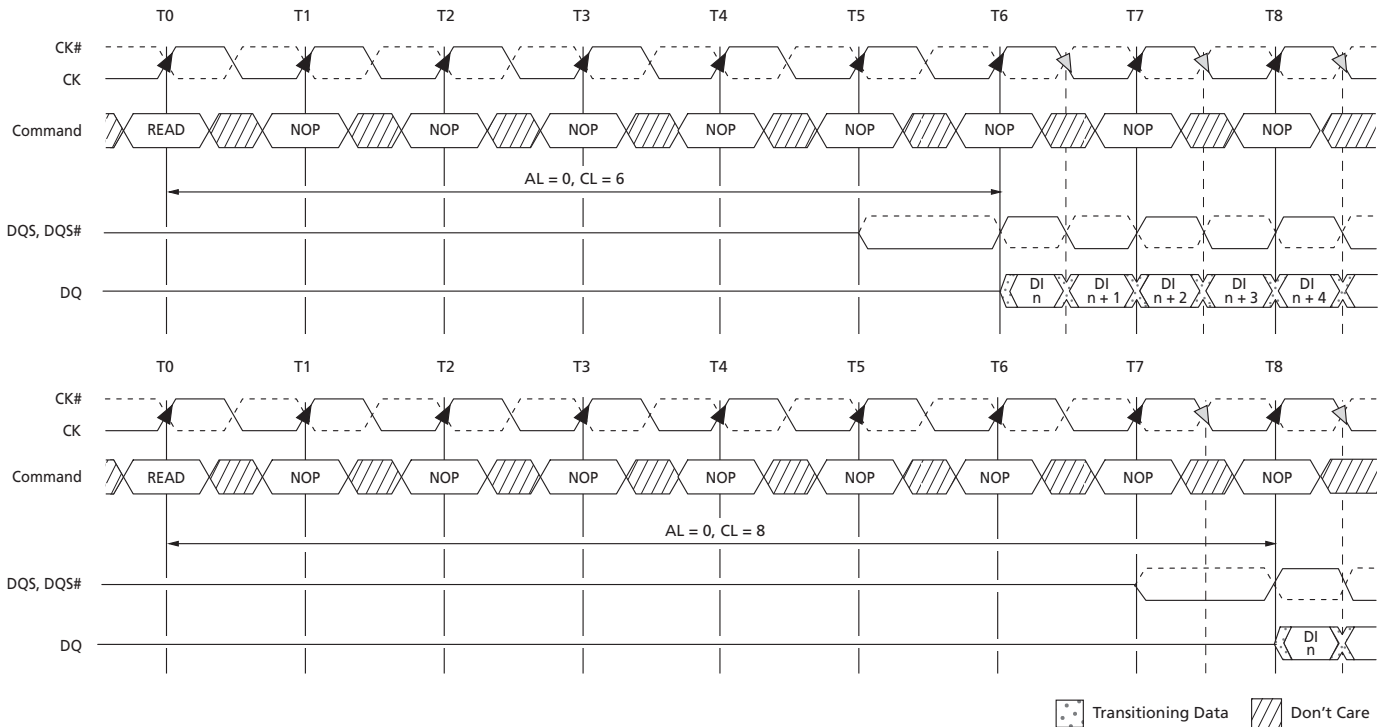 T0 T1 T2 T3 T4 T5 T6 T7 T8
CK#
CK
Command READ NOP NOP NOP NOP NOP NOP NOP NOP
AL = 0, CL = 6
DQS, DQS#
DQ DI n DI n + 1 DI n + 2 DI n + 3 DI n + 4
T0 T1 T2 T3 T4 T5 T6 T7 T8
CK#
CK
Command READ NOP NOP NOP NOP NOP NOP NOP NOP
AL = 0, CL = 8
DQS, DQS#
DQ DI n
Transitioning Data Don't Care